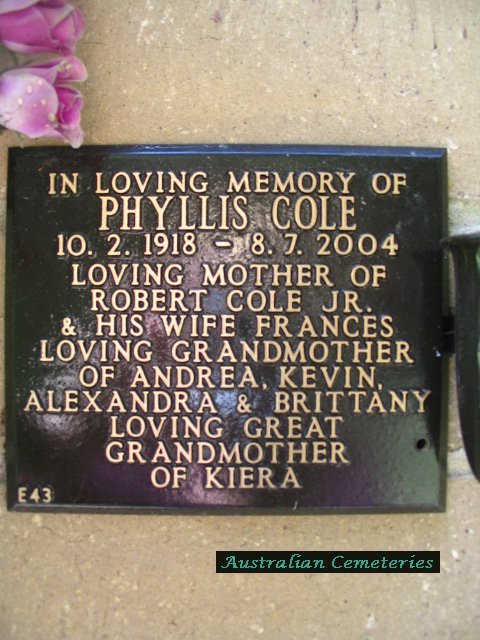 IN LOVING MEMORY OF
PHYLLIS COLE
10. 2. 1918 - 8. 7. 2004
LOVING MOTHER OF
ROBERT COLE JR.
& HIS WIFE FRANCES
LOVING GRANDMOTHER
OF ANDREA, KEVIN,
ALEXANDRA & BRITTANY
LOVING GREAT
GRANDMOTHER
OF KIERA
E43
Australian Cemeteries